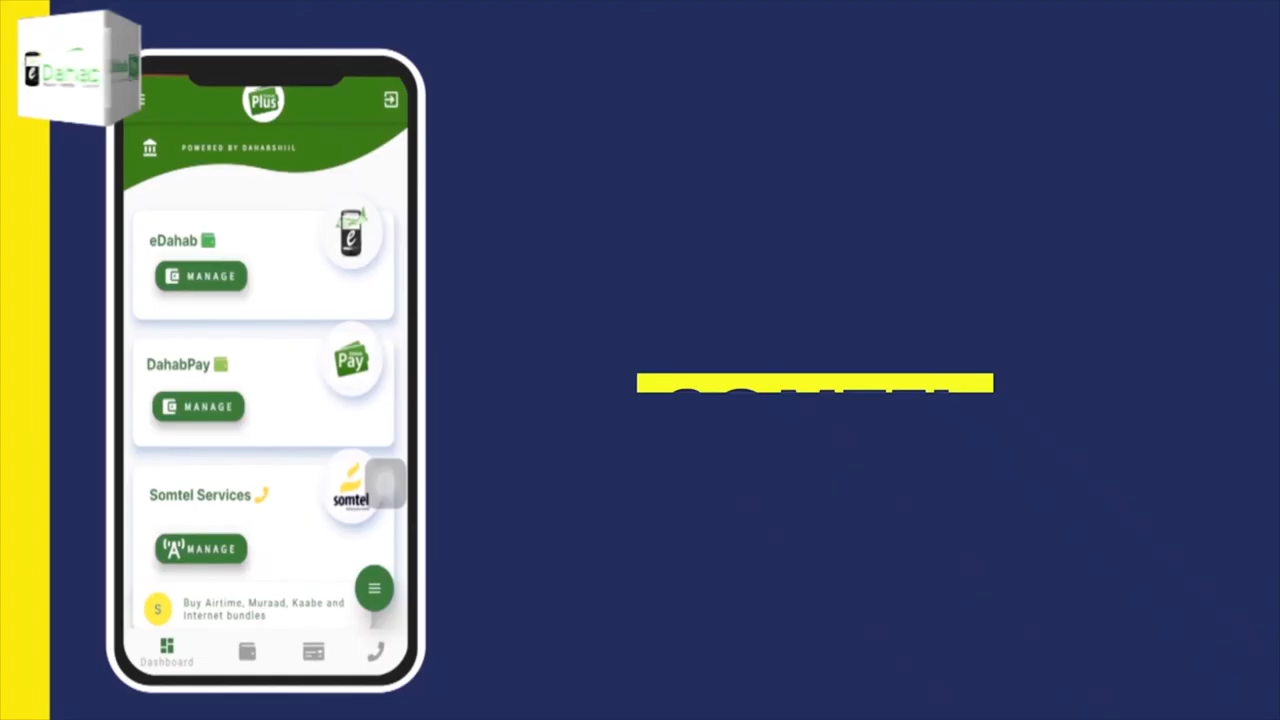 e Dahab
Plus
POWERED BY DAHABSHIIL
eDahab
e
MANAGE
DahabPay
Pay
MANAGE
Somtel Services
somtel
MANAGE
S
Buy Airtime, Muraad, Kaabe and
Internet bundles
Dashboard